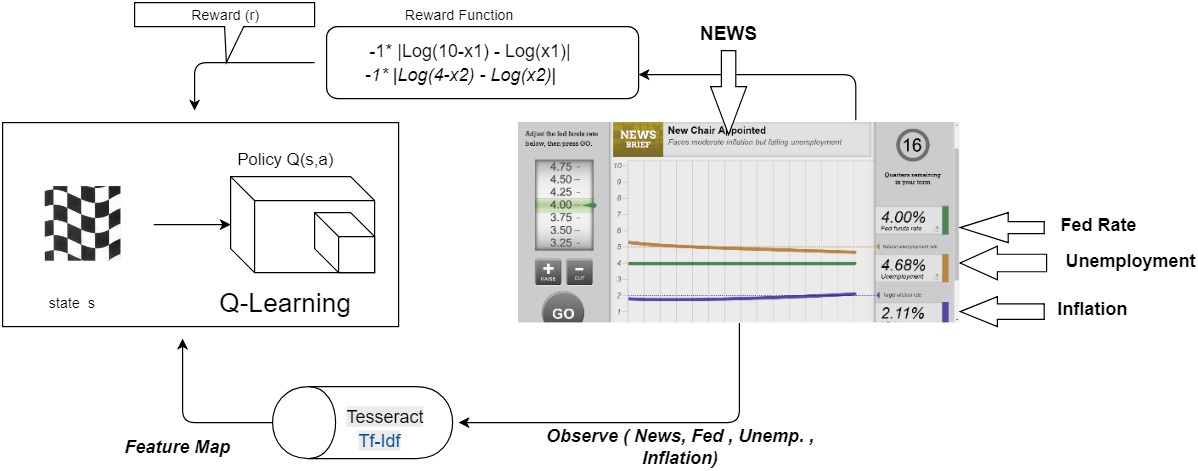 Reward (r)
Reward Function
-1* |Log(10-x1) - Log(x1)|
-1* |Log(4-x2) - Log(x2)|
NEWS
Policy Q(s,a)
state s
Q-Learning
Adjust the fed funds rate
below, then press GO.
4.75
4.50
4.25
4.00
3.75
3.50
3.25
+
RAISE
−
CUT
GO
NEWS
BRIEF
New Chair Appointed
Faces moderate inflation but falling unemployment
10
9
8
7
6
5
4
3
2
1
16
Quarters remaining
in your term
4.00%
Fed funds rate
Natural unemployment rate
4.68%
Unemployment
Target inflation rate
2.11%
Fed Rate
Unemployment
Inflation
Tesseract
Tf-Idf
Feature Map
Observe ( News, Fed , Unemp. ,
Inflation)